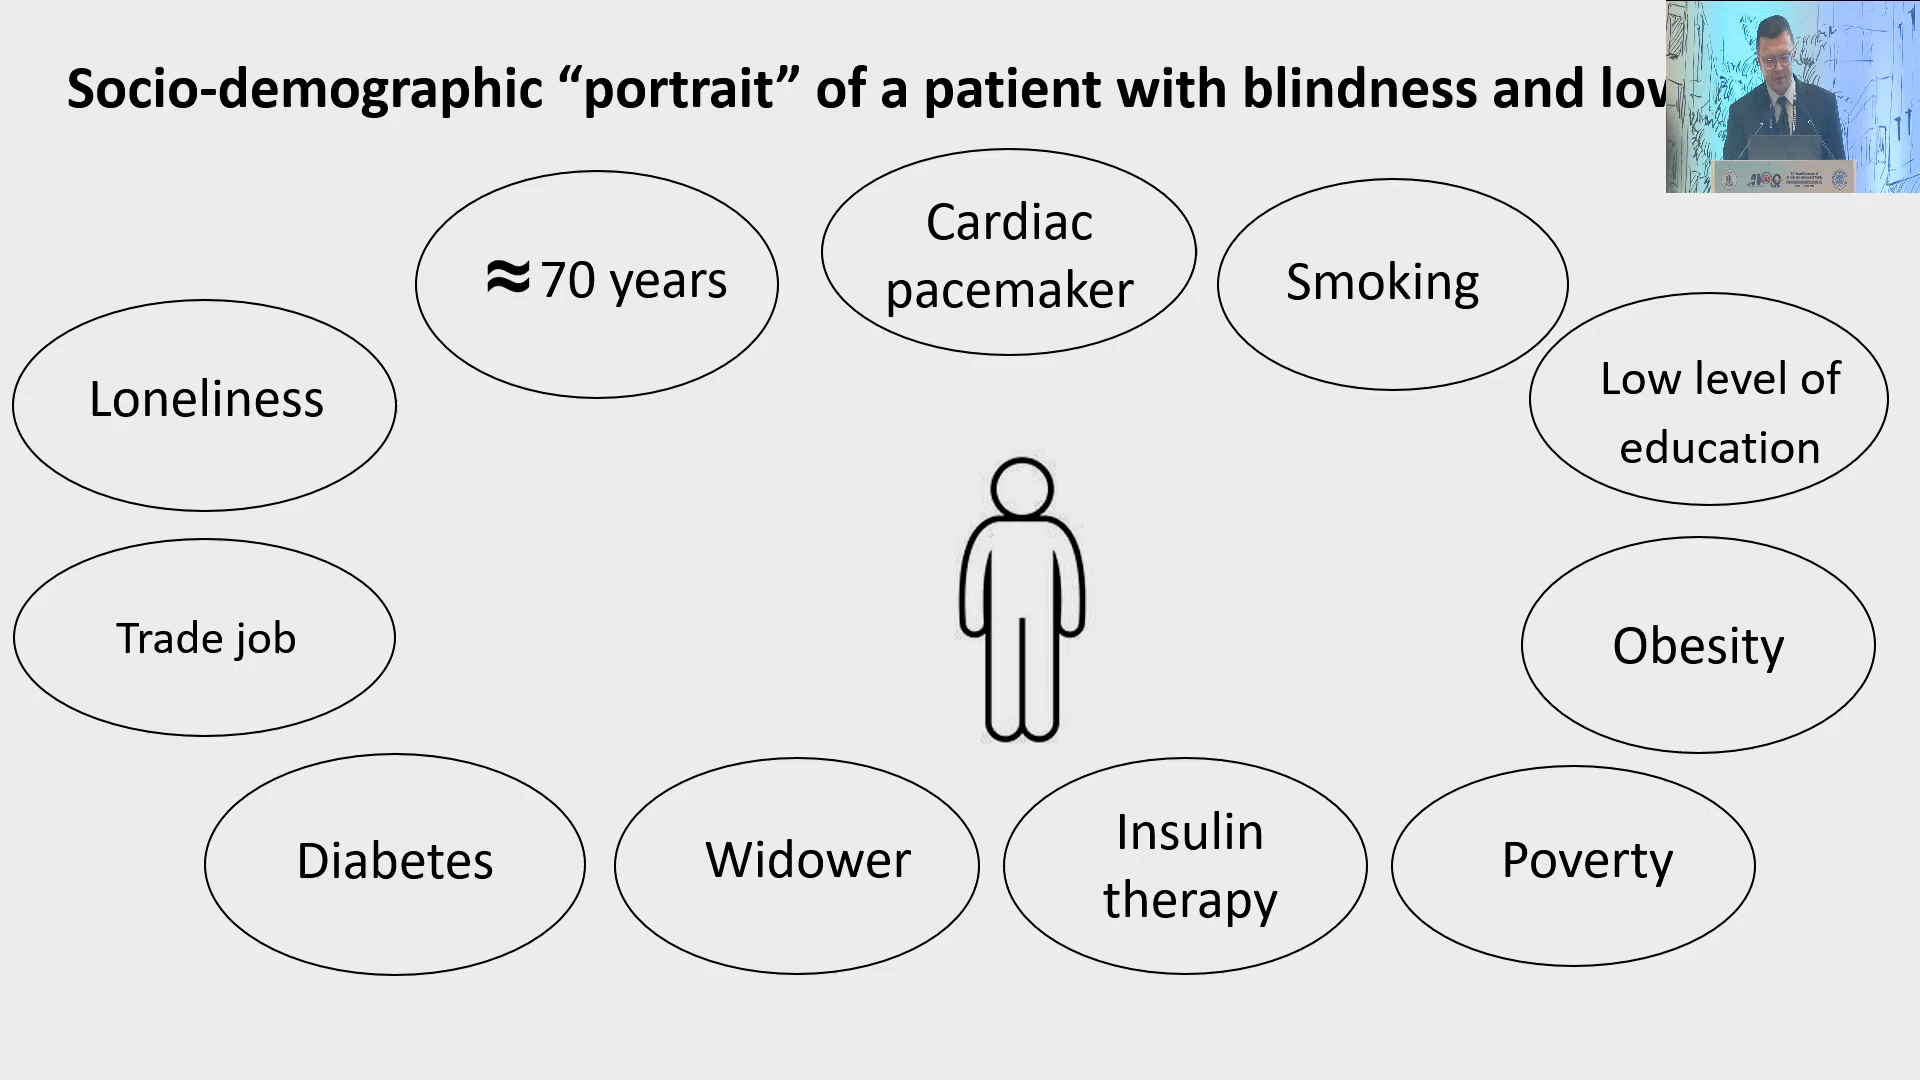 Socio-demographic “portrait” of a patient with blindness and
≈ 70 years
Cardiac
pacemaker
Smoking
Loneliness
Low level of
education
Trade job
Obesity
Diabetes
Widower
Insulin
therapy
Poverty